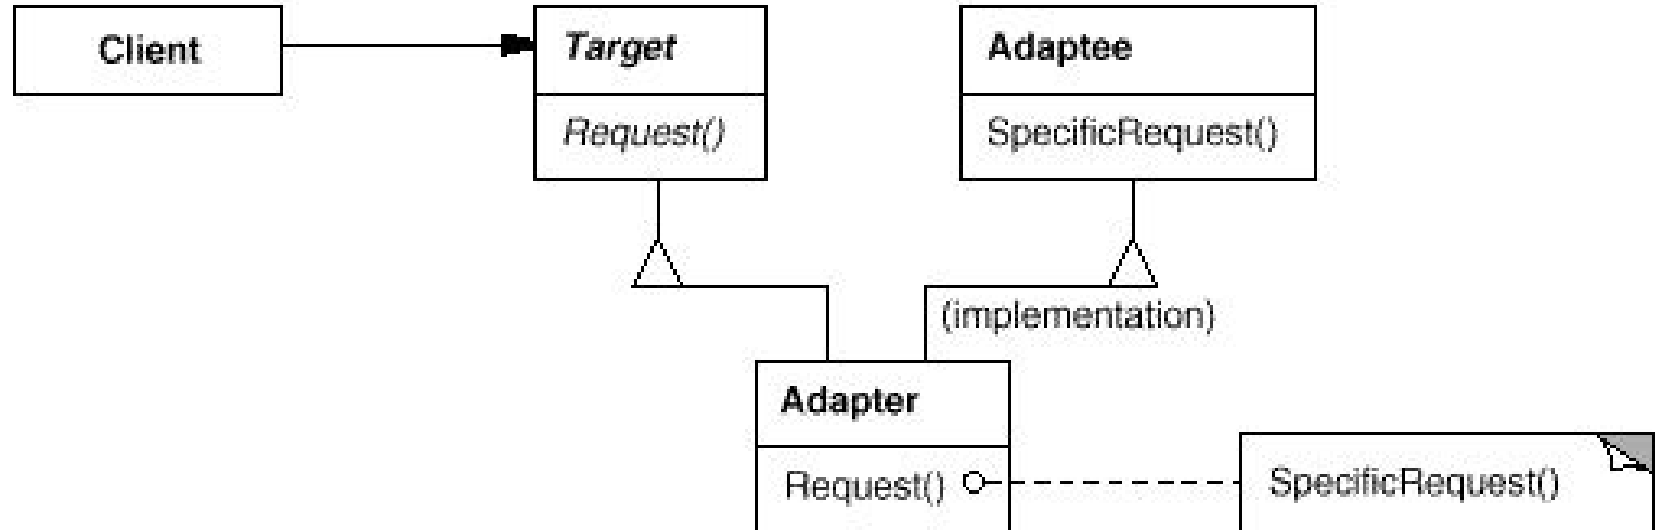 Client
Target
Request()
Adaptee
SpecificRequest()
(implementation)
Adapter
Request()
SpecificRequest()